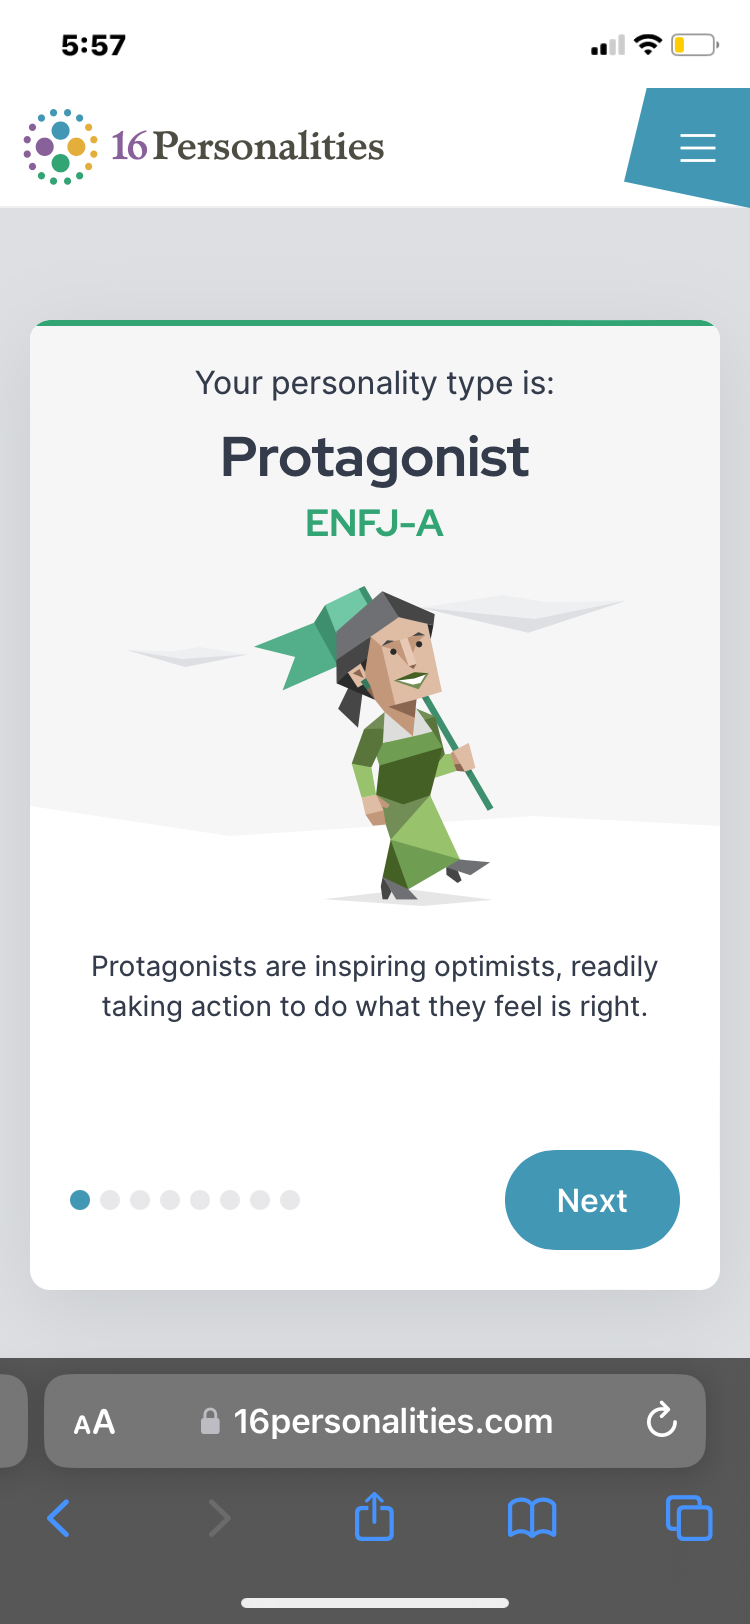 5:57
16Personalities
Your personality type is:
Protagonist
ENFJ-A
Protagonists are inspiring optimists, readily
taking action to do what they feel is right.
Next
AA
16personalities.com